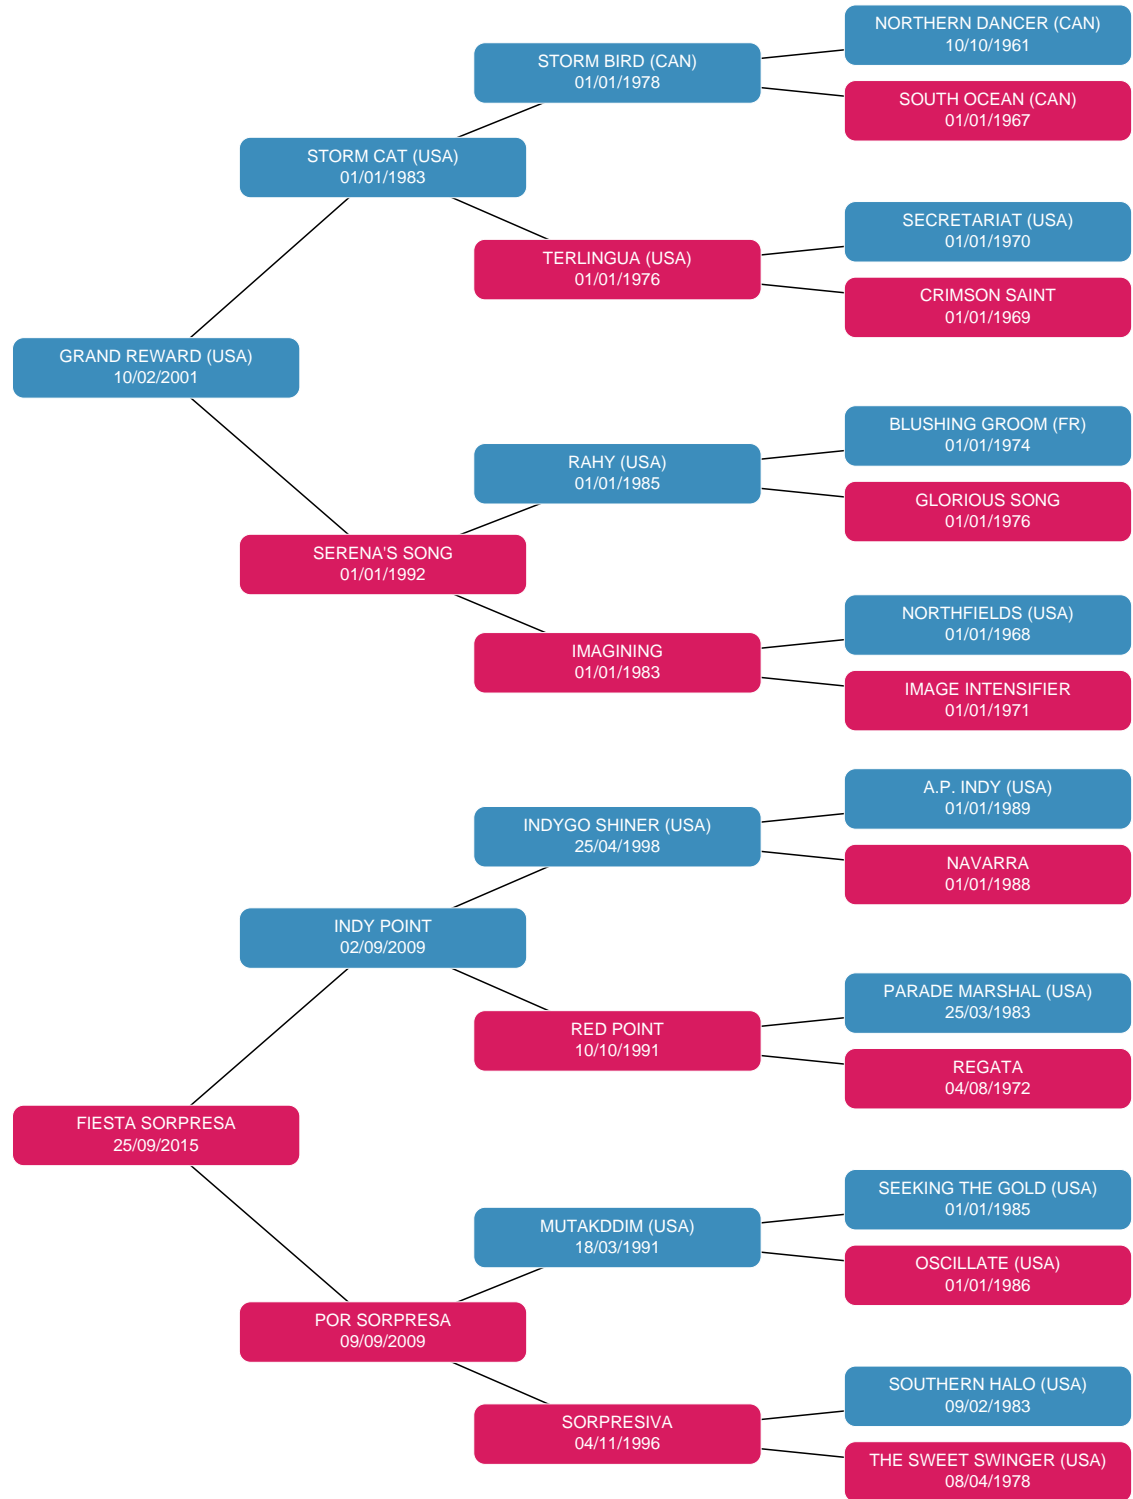 NORTHERN DANCER (CAN)
10/10/1961
STORM BIRD (CAN)
01/01/1978
SOUTH OCEAN (CAN)
01/01/1967
STORM CAT (USA)
01/01/1983
SECRETARIAT (USA)
01/01/1970
TERLINGUA (USA)
01/01/1976
CRIMSON SAINT
01/01/1969
GRAND REWARD (USA)
10/02/2001
BLUSHING GROOM (FR)
01/01/1974
RAHY (USA)
01/01/1985
GLORIOUS SONG
01/01/1976
SERENA'S SONG
01/01/1992
NORTHFIELDS (USA)
01/01/1968
IMAGINING
01/01/1983
IMAGE INTENSIFIER
01/01/1971
A.P. INDY (USA)
01/01/1989
INDYGO SHINER (USA)
25/04/1998
NAVARRA
01/01/1988
INDY POINT
02/09/2009
PARADE MARSHAL (USA)
25/03/1983
RED POINT
10/10/1991
REGATA
04/08/1972
FIESTA SORPRESA
25/09/2015
SEEKING THE GOLD (USA)
01/01/1985
MUTAKDDIM (USA)
18/03/1991
OSCILLATE (USA)
01/01/1986
POR SORPRESA
09/09/2009
SOUTHERN HALO (USA)
09/02/1983
SORPRESIVA
04/11/1996
THE SWEET SWINGER (USA)
08/04/1978